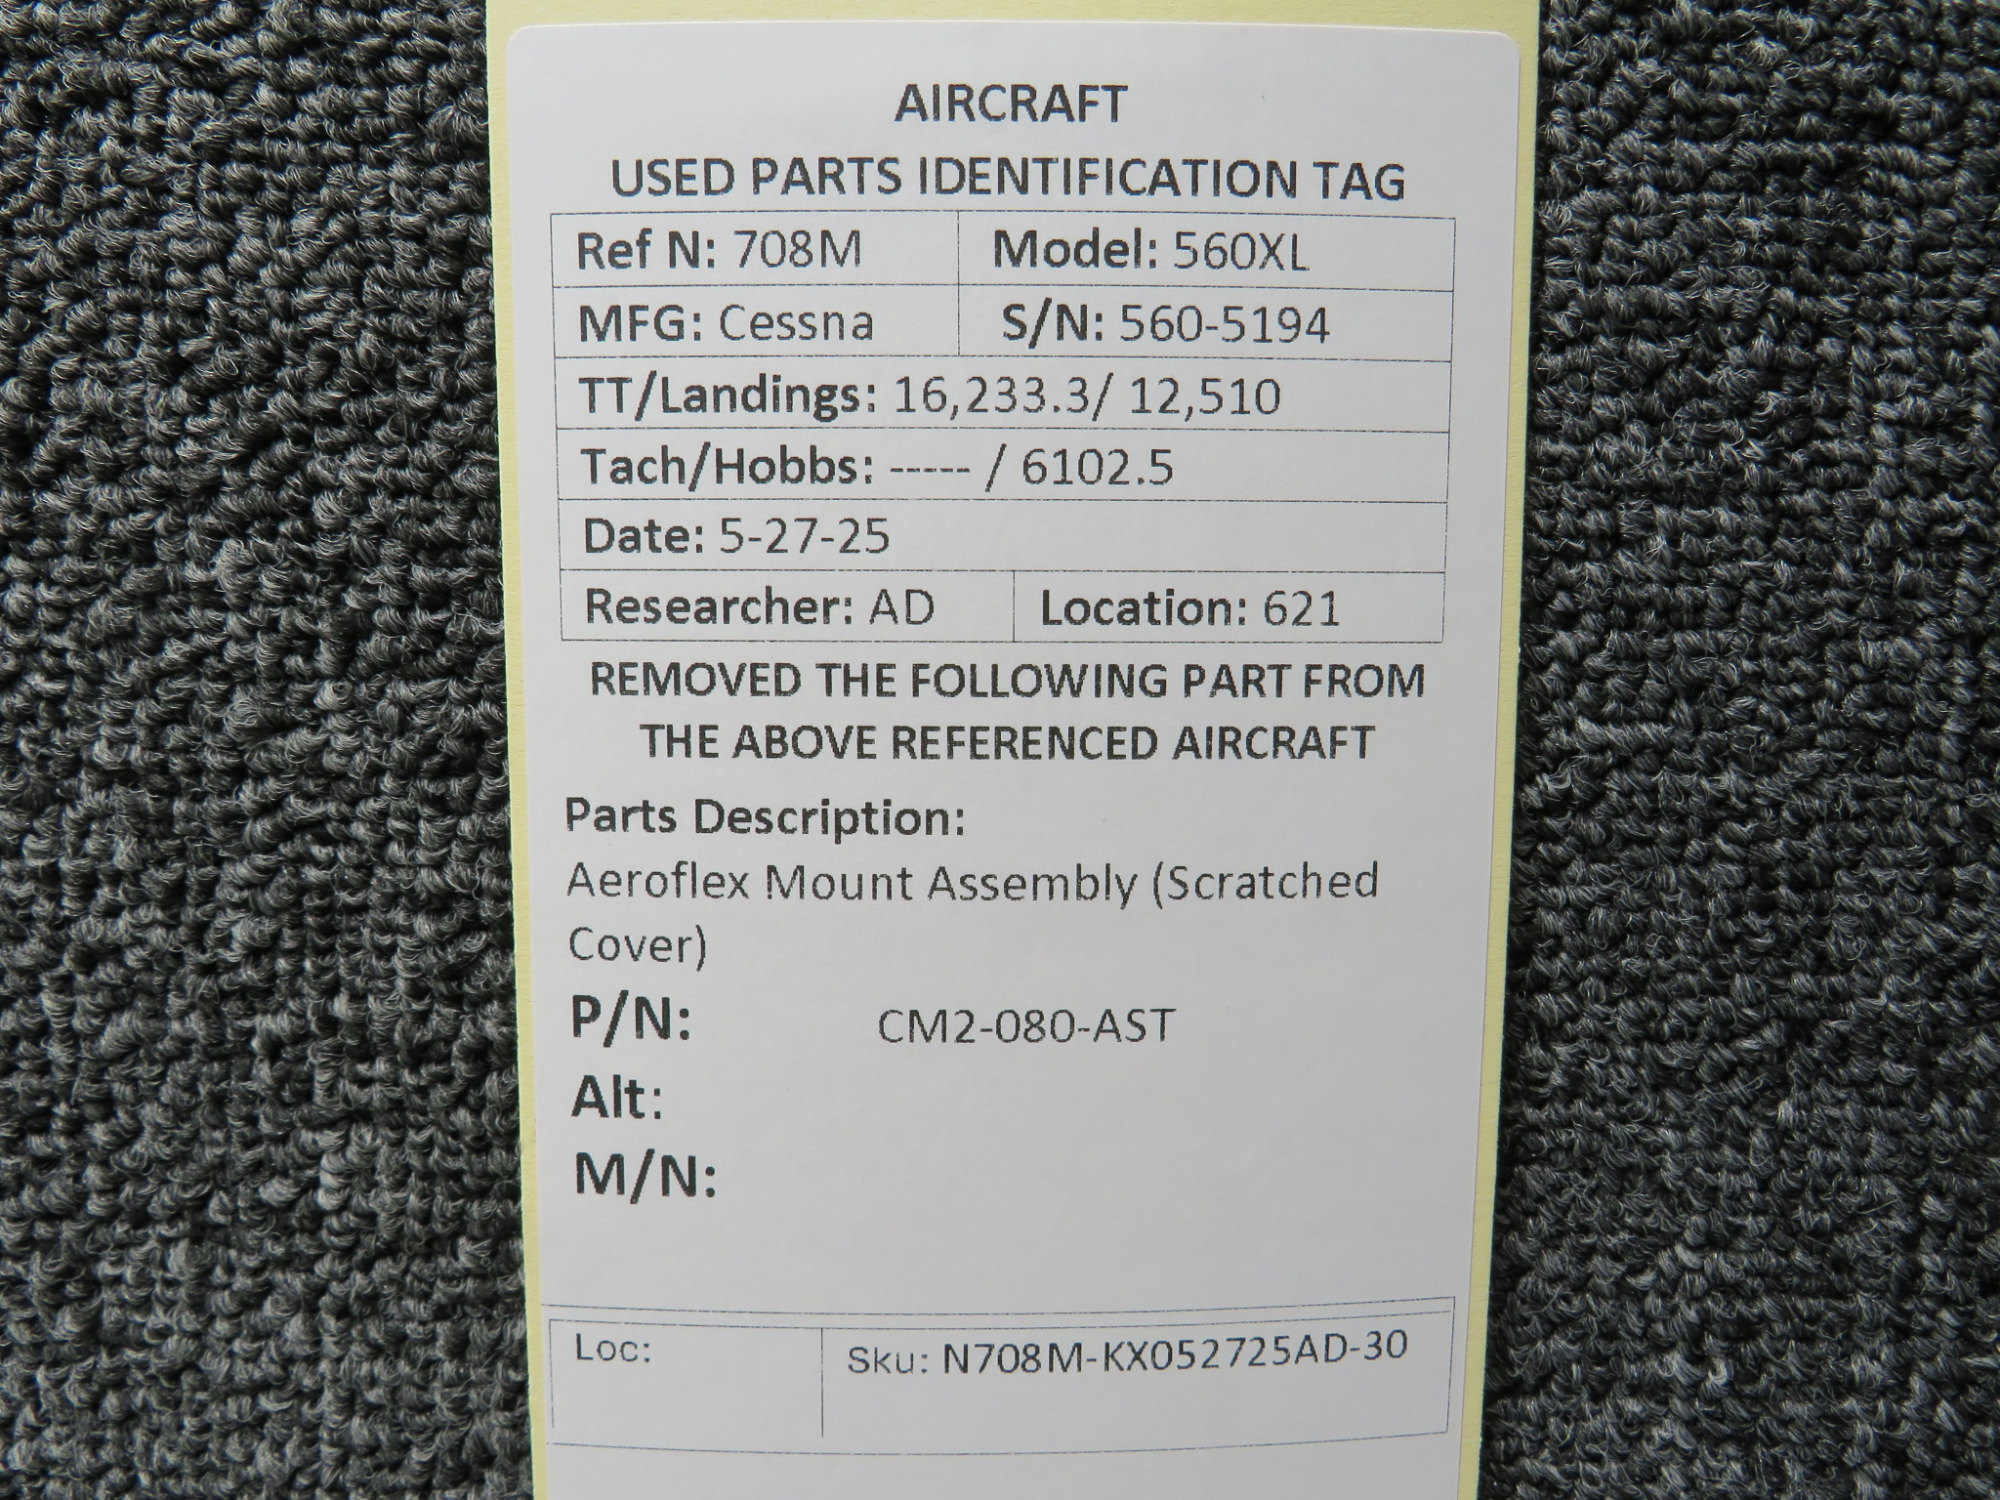 AIRCRAFT
USED PARTS IDENTIFICATION TAG
Ref N: 708M Model: 560XL
MFG: Cessna S/N: 560-5194
TT/Landings: 16,233.3/ 12,510
Tach/Hobbs: ----- / 6102.5
Date: 5-27-25
Researcher: AD Location: 621
REMOVED THE FOLLOWING PART FROM
THE ABOVE REFERENCED AIRCRAFT
Parts Description:
Aeroflex Mount Assembly (Scratched
Cover)
P/N: CM2-080-AST
Alt:
M/N:
Loc: Sku: N708M-KX052725AD-30